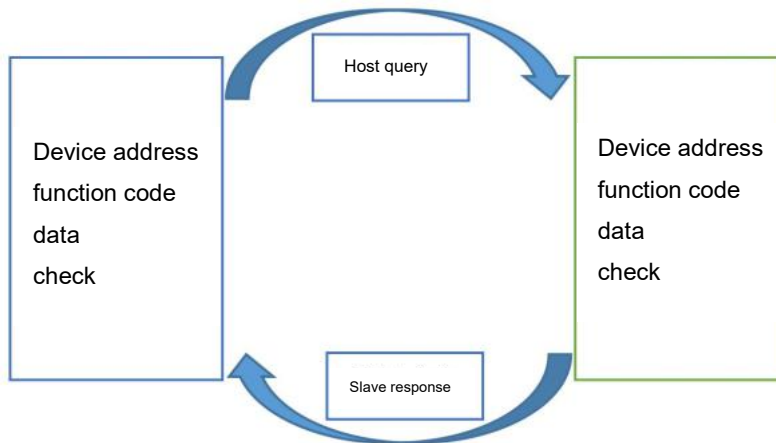 Host query
Device address
function code
data
check
Device address
function code
data
check
Slave response